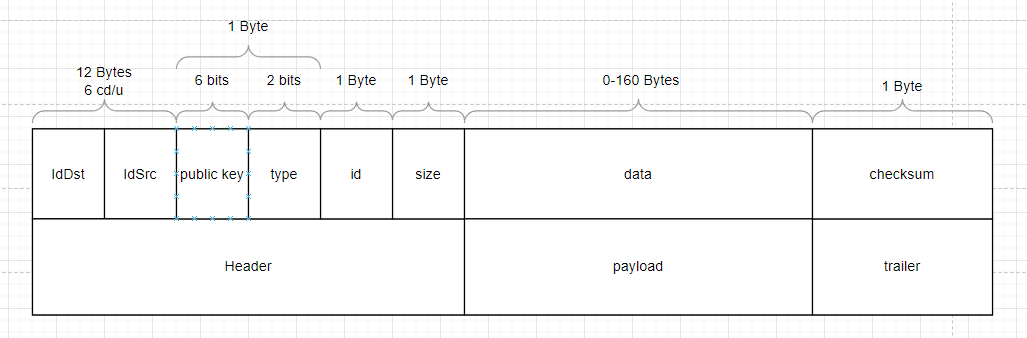 1 Byte
12 Bytes
6 cd/u
6 bits
2 bits
1 Byte
1 Byte
0-160 Bytes
1 Byte
IdDst
IdSrc
public key
type
id
size
data
checksum
Header
payload
trailer